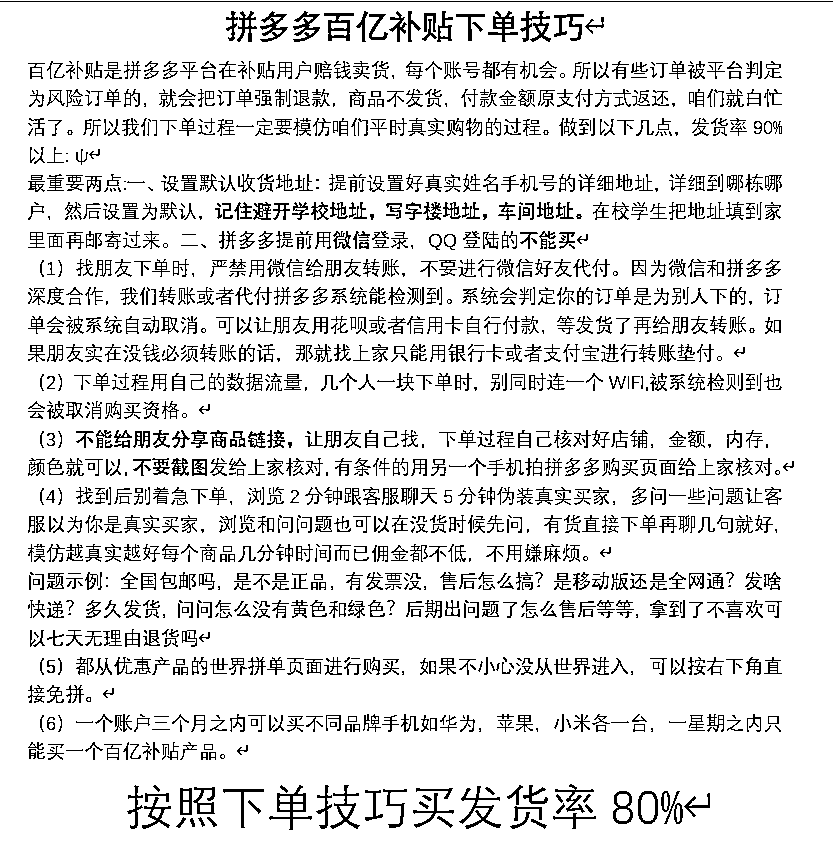 拼多多百亿补贴下单技巧↵
百亿补贴是拼多多平台在补贴用户赔钱卖货，每个账号都有机会。所以有些订单被平台判定
为风险订单的，就会把订单强制退款，商品不发货，付款金额原支付方式返还，咱们就白忙
活了。所以我们下单过程一定要模仿咱们平时真实购物的过程。做到以下几点，发货率 90%
以上: ψ↵
最重要两点:一、设置默认收货地址：提前设置好真实姓名手机号的详细地址，详细到哪栋哪
户，然后设置为默认，记住避开学校地址，写字楼地址，车间地址。在校学生把地址填到家
里面再邮寄过来。二、拼多多提前用微信登录，QQ 登陆的不能买↵
（1）找朋友下单时，严禁用微信给朋友转账，不要进行微信好友代付。因为微信和拼多多
深度合作，我们转账或者代付拼多多系统能检测到。系统会判定你的订单是为别人下的，订
单会被系统自动取消。可以让朋友用花呗或者信用卡自行付款，等发货了再给朋友转账。如
果朋友实在没钱必须转账的话，那就找上家只能用银行卡或者支付宝进行转账垫付。↵
（2）下单过程用自己的数据流量，几个人一块下单时，别同时连一个 WIFI,被系统检则到也
会被取消购买资格。↵
（3）不能给朋友分享商品链接，让朋友自己找，下单过程自己核对好店铺，金额，内存，
颜色就可以,不要截图发给上家核对,有条件的用另一个手机拍拼多多购买页面给上家核对。↵
（4）找到后别着急下单，浏览 2 分钟跟客服聊天 5 分钟伪装真实买家，多问一些问题让客
服以为你是真实买家，浏览和问问题也可以在没货时候先问，有货直接下单再聊几句就好，
模仿越真实越好每个商品几分钟时间而已佣金都不低，不用嫌麻烦。↵
问题示例：全国包邮吗，是不是正品，有发票没，售后怎么搞？是移动版还是全网通？发啥
快递？多久发货，问问怎么没有黄色和绿色？后期出问题了怎么售后等等，拿到了不喜欢可
以七天无理由退货吗↵
（5）都从优惠产品的世界拼单页面进行购买，如果不小心没从世界进入，可以按右下角直
接免拼。↵
（6）一个账户三个月之内可以买不同品牌手机如华为，苹果，小米各一台，一星期之内只
能买一个百亿补贴产品。↵
按照下单技巧买发货率 80%↵